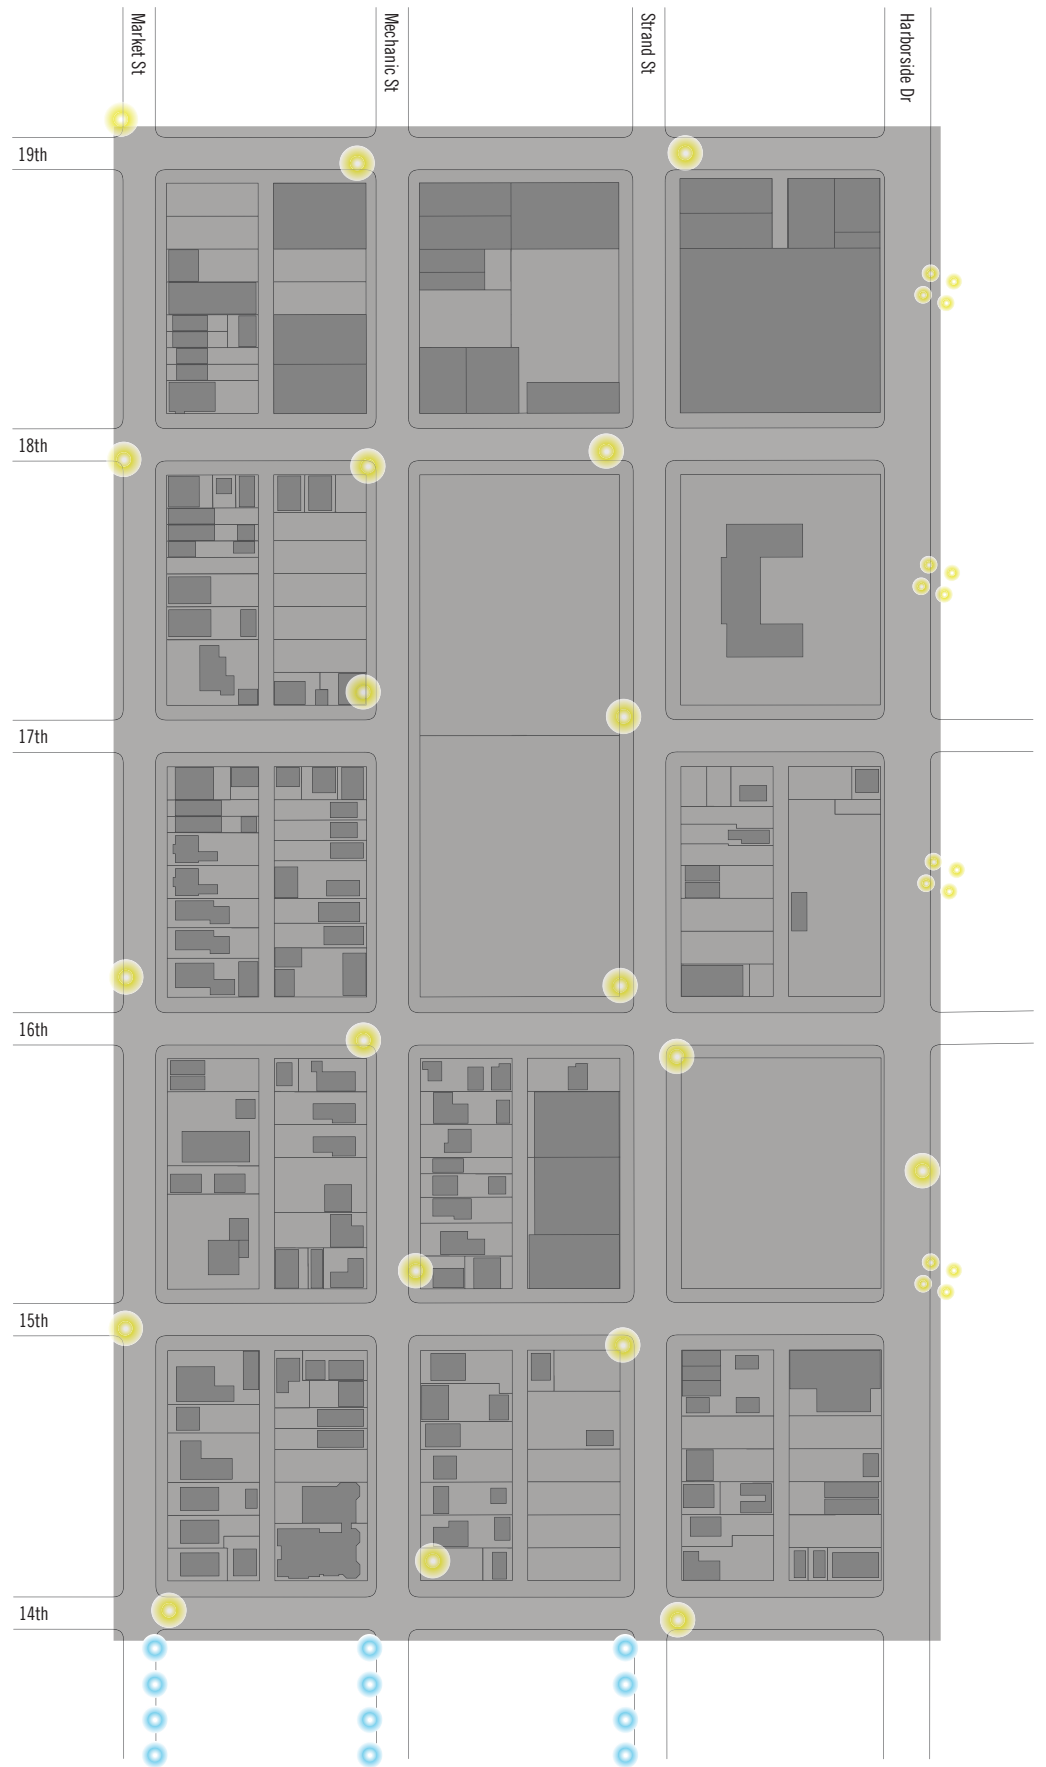 Market St
Mechanic St
Strand St
Harborside Dr
19th
18th
17th
16th
15th
14th